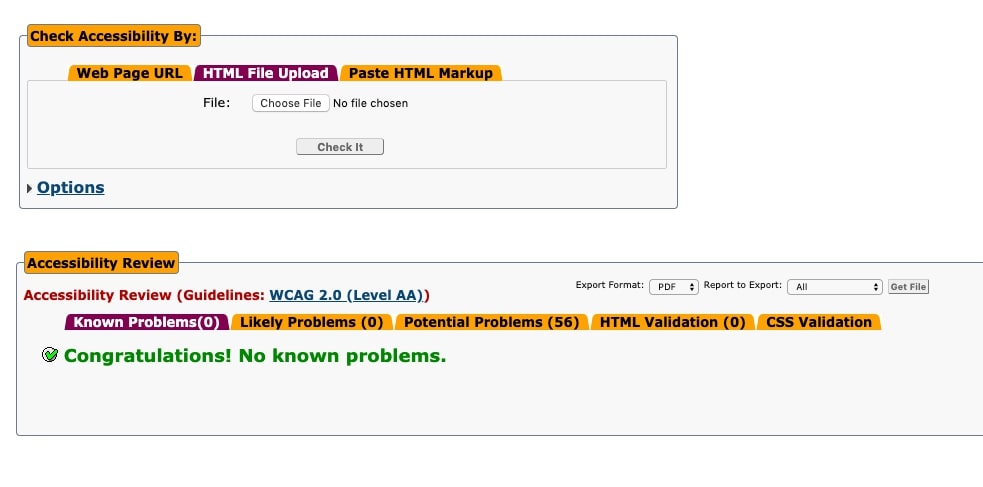 Check Accessibility By:
Web Page URL HTML File Upload Paste HTML Markup
File: Choose File No file chosen
Check It
Options
Accessibility Review
Accessibility Review (Guidelines: WCAG 2.0 (Level AA)) Export Format: PDF Report to Export: All Get File
Known Problems(0) Likely Problems (0) Potential Problems (56) HTML Validation (0) CSS Validation
Congratulations! No known problems.